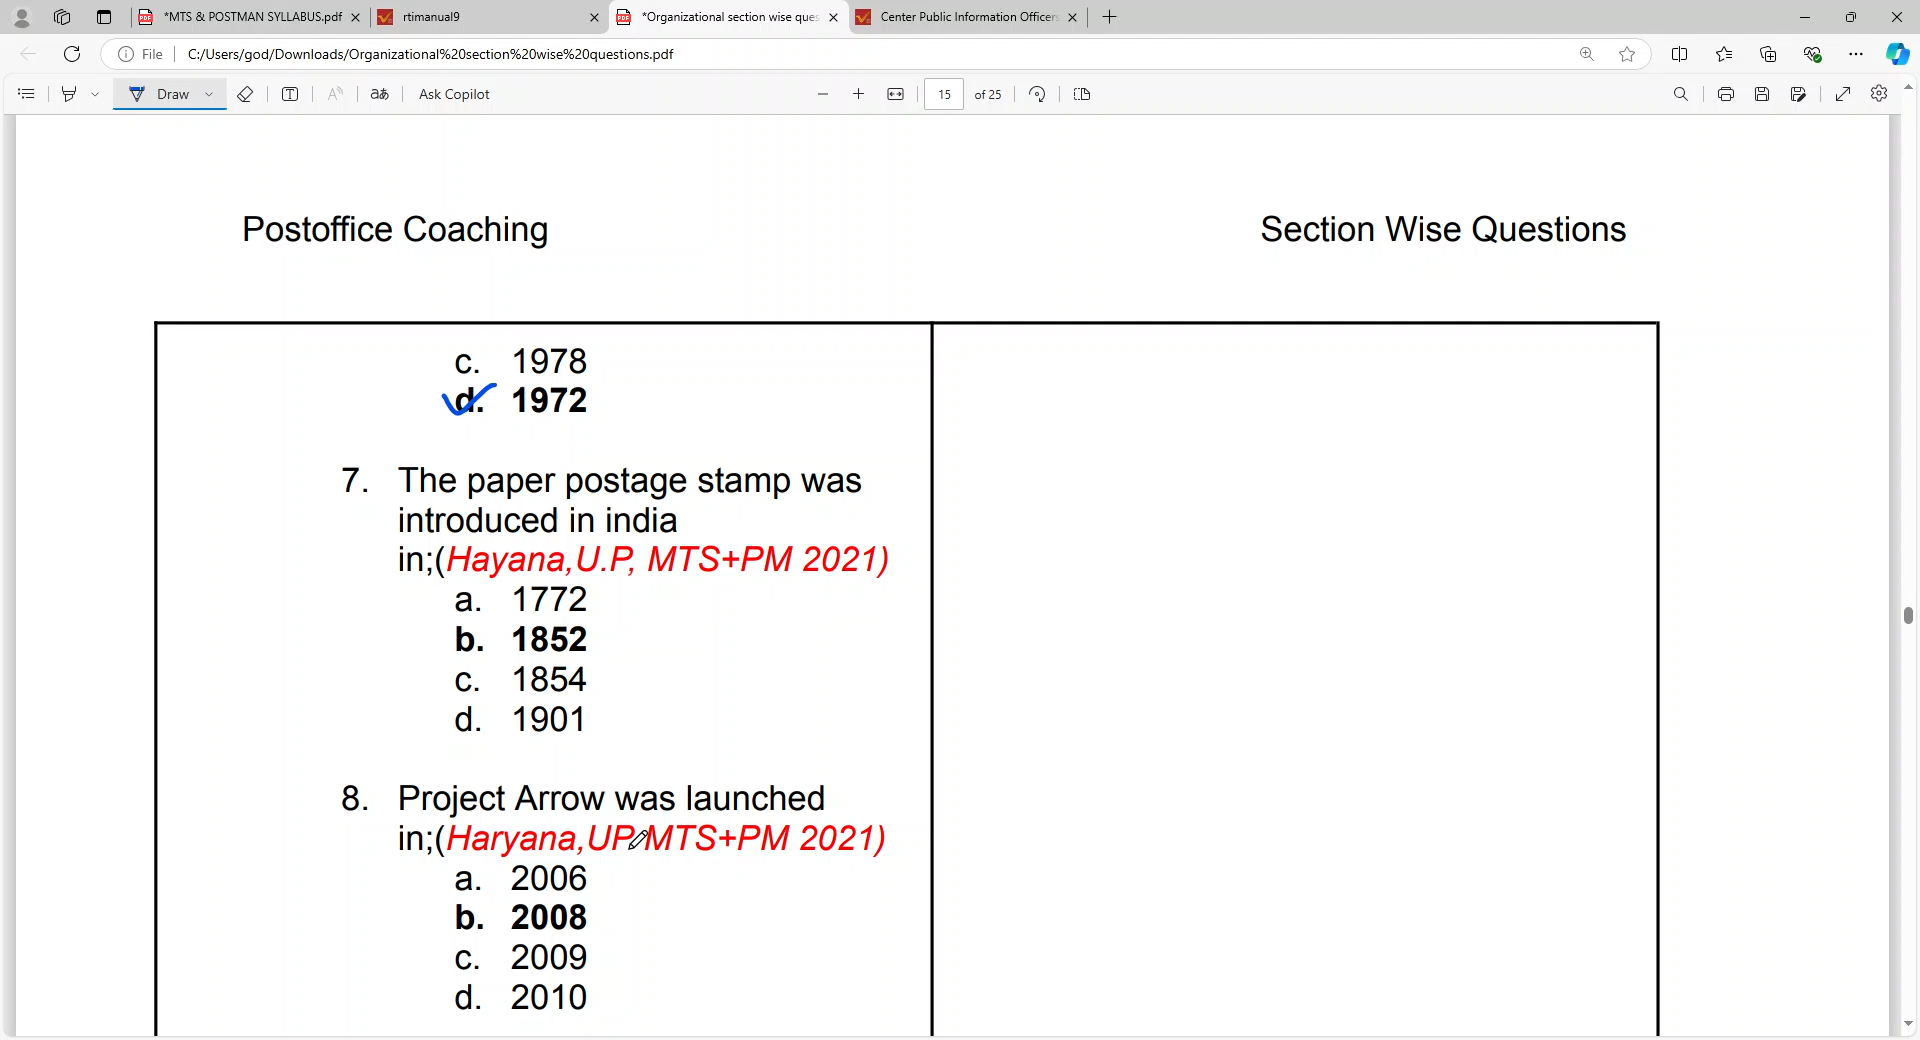 *MTS & POSTMAN SYLLABUS.pdf
rtimanual9
*Organizational section wise ques
Center Public Information Officers
File
C:/Users/god/Downloads/Organizational%20section%20wise%20questions.pdf
Draw
T
A
aあ
Ask Copilot
15
of 25
Postoffice Coaching
Section Wise Questions
c. 1978
d. 1972
7. The paper postage stamp was
introduced in india
in;(Hayana,U.P, MTS+PM 2021)
a. 1772
b. 1852
c. 1854
d. 1901
8. Project Arrow was launched
in;(Haryana,UP MTS+PM 2021)
a. 2006
b. 2008
c. 2009
d. 2010